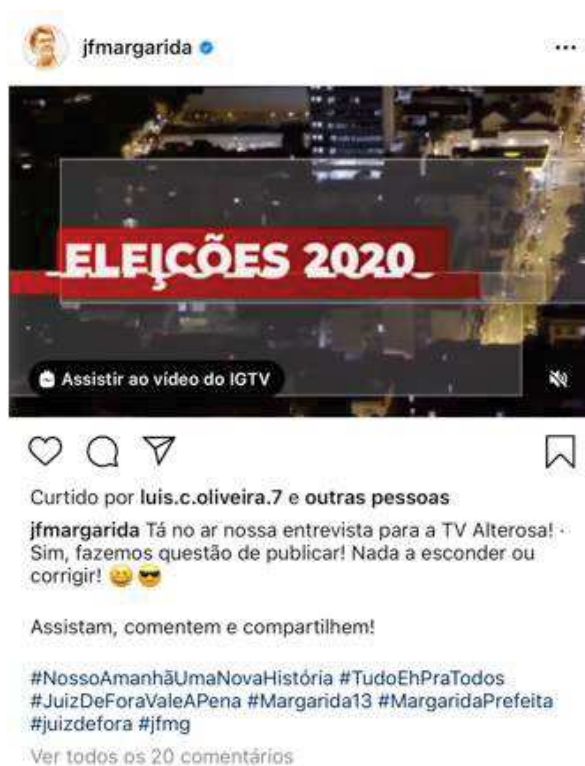 jfmargarida
ELEIÇÕES 2020
Assistir ao vídeo do IGTV
Curtido por luis.c.oliveira.7 e outras pessoas
jfmargarida Tá no ar nossa entrevista para a TV Alterosa! ·
Sim, fazemos questão de publicar! Nada a esconder ou
corrigir! 😄 😎
Assistam, comentem e compartilhem!
#NossoAmanhãUmaNovaHistória #TudoEhPraTodos
#JuizDeForaValeAPena #Margarida13 #MargaridaPrefeita
#juizdefora #jfmg
Ver todos os 20 comentários